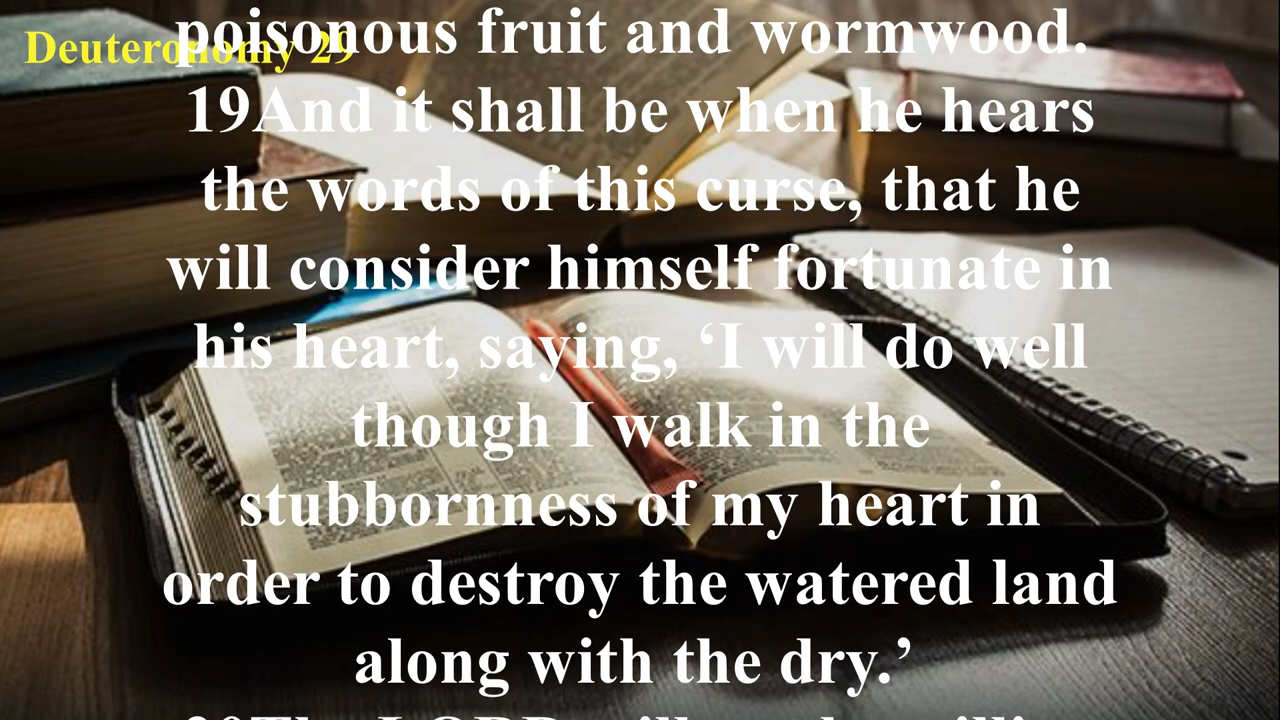 Deuteronomy 29
poisonous fruit and wormwood.
19And it shall be when he hears
the words of this curse, that he
will consider himself fortunate in
his heart, saying, ‘I will do well
though I walk in the
stubbornness of my heart in
order to destroy the watered land
along with the dry.’